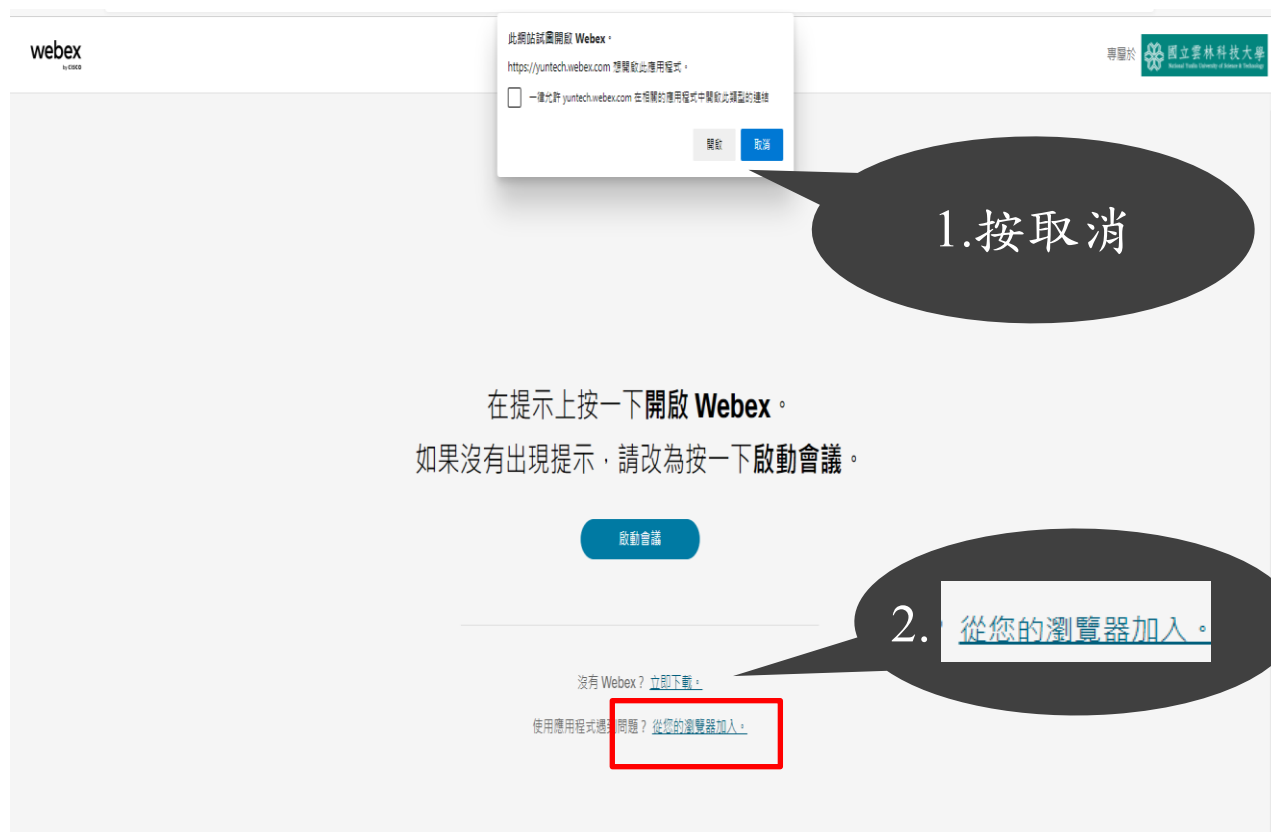 webex
by CISCO
此網站試圖開啟 Webex。
https://yuntech.webex.com 想開啟此應用程式。
一律允許 yuntech.webex.com 在相關的應用程式中開啟此類型的連結
開啟
取消
專屬於
國立雲林科技大學
National Yunlin University of Science & Technology
1.按取消
在提示上按一下開啟 Webex。
如果沒有出現提示，請改為按一下啟動會議。
啟動會議
2. 從您的瀏覽器加入。
沒有 Webex？ 立即下載。
使用應用程式遇到問題？ 從您的瀏覽器加入。